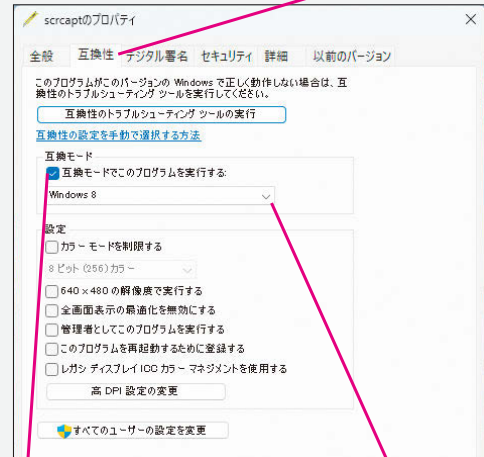 scrcaptのプロパティ
全般 互換性 デジタル署名 セキュリティ 詳細 以前のバージョン
このプログラムがこのバージョンの Windows で正しく動作しない場合は、互
換性のトラブルシューティング ツールを実行してください。
互換性のトラブルシューティング ツールの実行
互換性の設定を手動で選択する方法
互換モード
互換モードでこのプログラムを実行する:
Windows 8
設定
カラー モードを制限する
8 ビット (256) カラー
640 × 480 の解像度で実行する
全画面表示の最適化を無効にする
管理者としてこのプログラムを実行する
このプログラムを再起動するために登録する
レガシ ディスプレイ ICC カラー マネジメントを使用する
高 DPI 設定の変更
すべてのユーザーの設定を変更